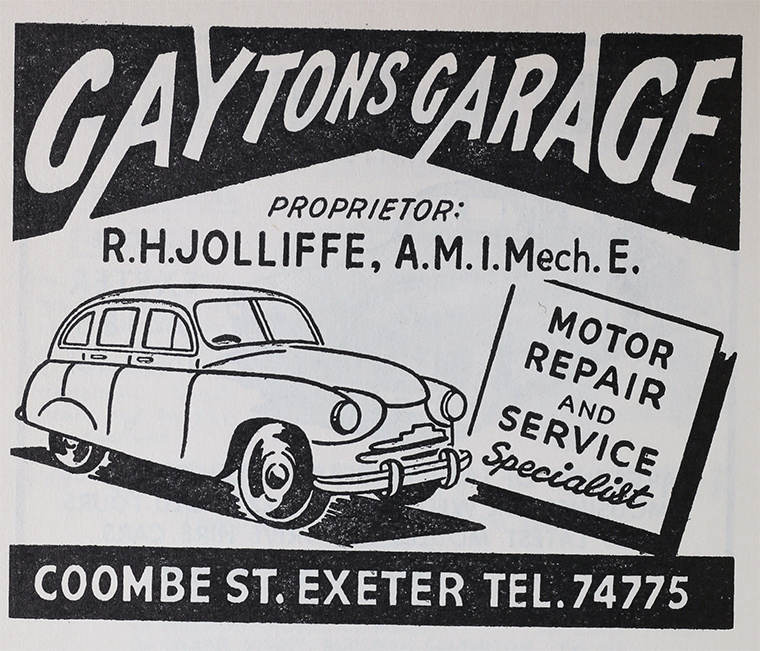 GAYTONS GARAGE
PROPRIETOR:
R.H.JOLLIFFE, A.M.I.Mech.E.
MOTOR
REPAIR
AND
SERVICE
Specialist
COOMBE ST. EXETER TEL. 74775